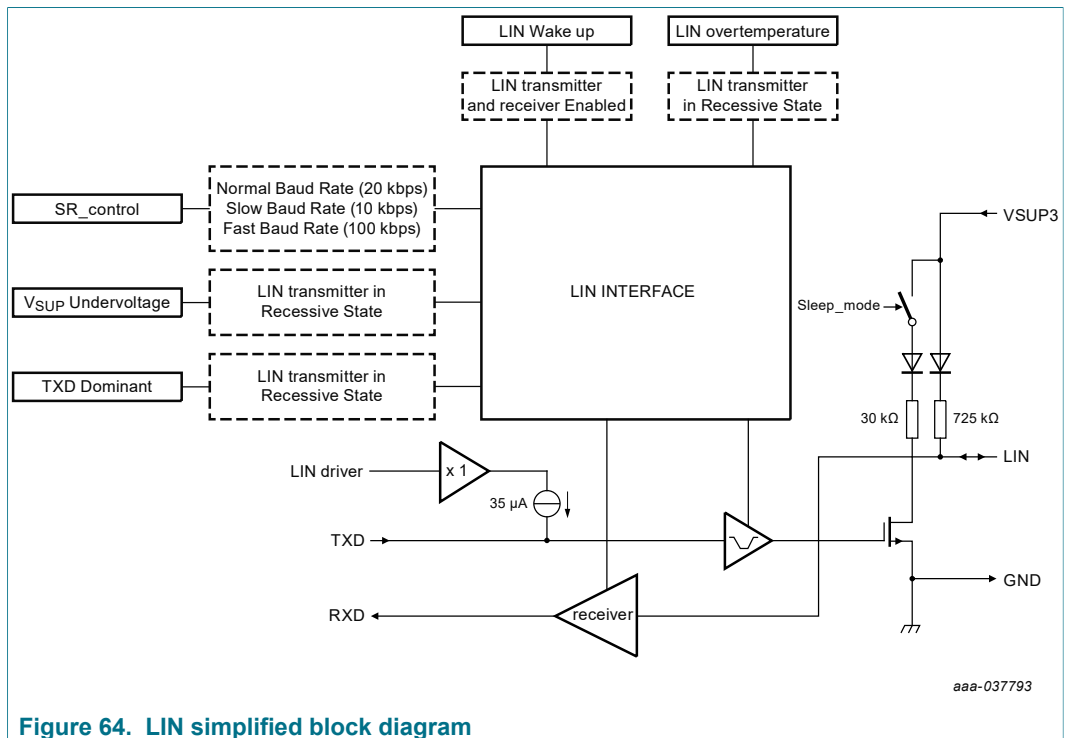 LIN Wake up
LIN overtemperature
LIN transmitter
and receiver Enabled
LIN transmitter
in Recessive State
SR_control
Normal Baud Rate (20 kbps)
Slow Baud Rate (10 kbps)
Fast Baud Rate (100 kbps)
VSUP3
VSUP Undervoltage
LIN transmitter in
Recessive State
LIN INTERFACE
Sleep_mode
TXD Dominant
LIN transmitter in
Recessive State
30 kΩ
725 kΩ
LIN driver
x 1
LIN
35 µA
TXD
GND
RXD
receiver
aaa-037793
Figure 64. LIN simplified block diagram